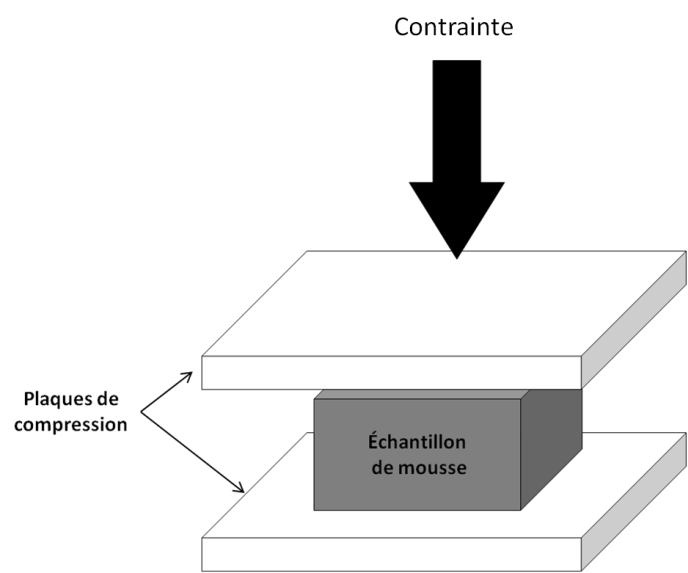 Contrainte
Plaques de
compression
Échantillon
de mousse